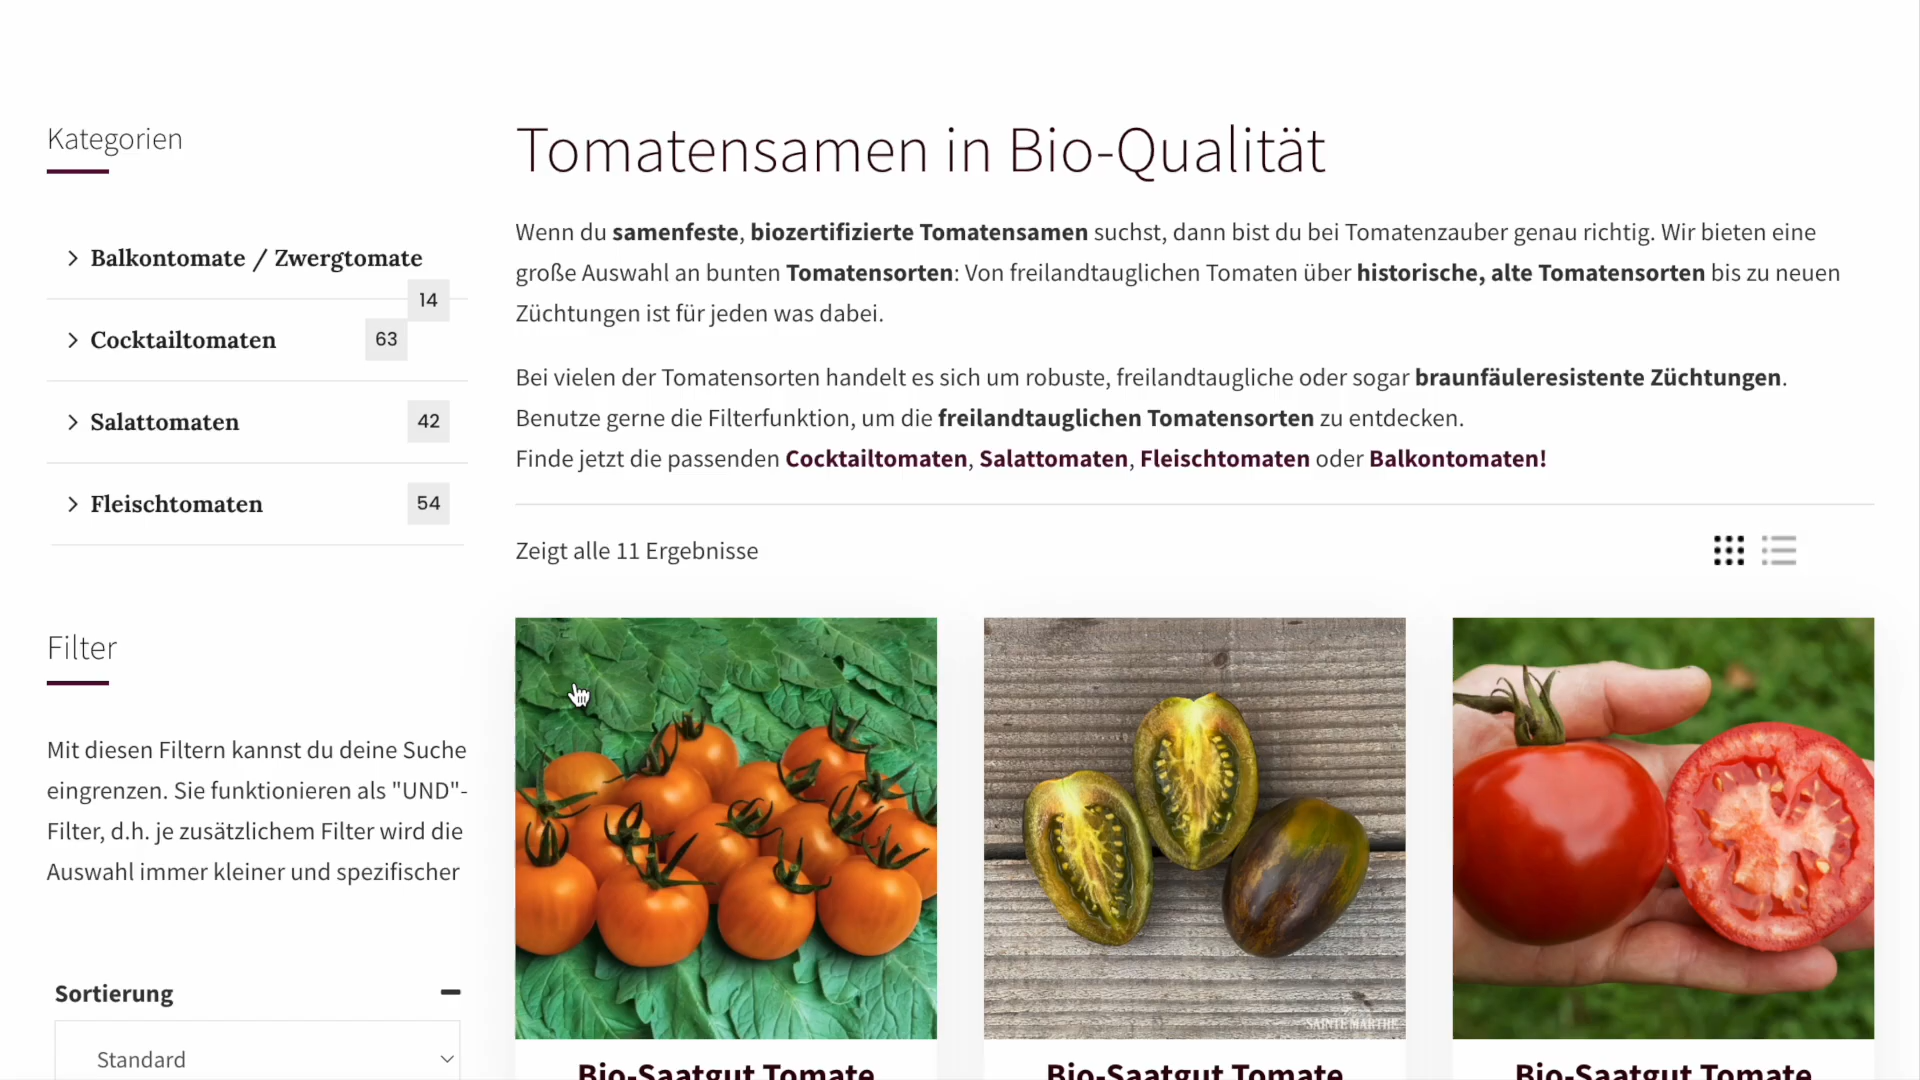 Kategorien
Balkontomate / Zwergtomate
14
Cocktailtomaten 63
Salattomaten 42
Fleischtomaten 54
Filter
Mit diesen Filtern kannst du deine Suche
eingrenzen. Sie funktionieren als "UND"-
Filter, d.h. je zusätzlichem Filter wird die
Auswahl immer kleiner und spezifischer
Sortierung
Standard
Tomatensamen in Bio-Qualität
Wenn du samenfeste, biozertifizierte Tomatensamen suchst, dann bist du bei Tomatenzauber genau richtig. Wir bieten eine
große Auswahl an bunten Tomatensorten: Von freilandtauglichen Tomaten über historische, alte Tomatensorten bis zu neuen
Züchtungen ist für jeden was dabei.
Bei vielen der Tomatensorten handelt es sich um robuste, freilandtaugliche oder sogar braunfäuleresistente Züchtungen.
Benutze gerne die Filterfunktion, um die freilandtauglichen Tomatensorten zu entdecken.
Finde jetzt die passenden Cocktailtomaten, Salattomaten, Fleischtomaten oder Balkontomaten!
Zeigt alle 11 Ergebnisse
SAINTE MARTHE
Bio-Saatgut Tomate
Bio-Saatgut Tomate
Bio-Saatgut Tomate